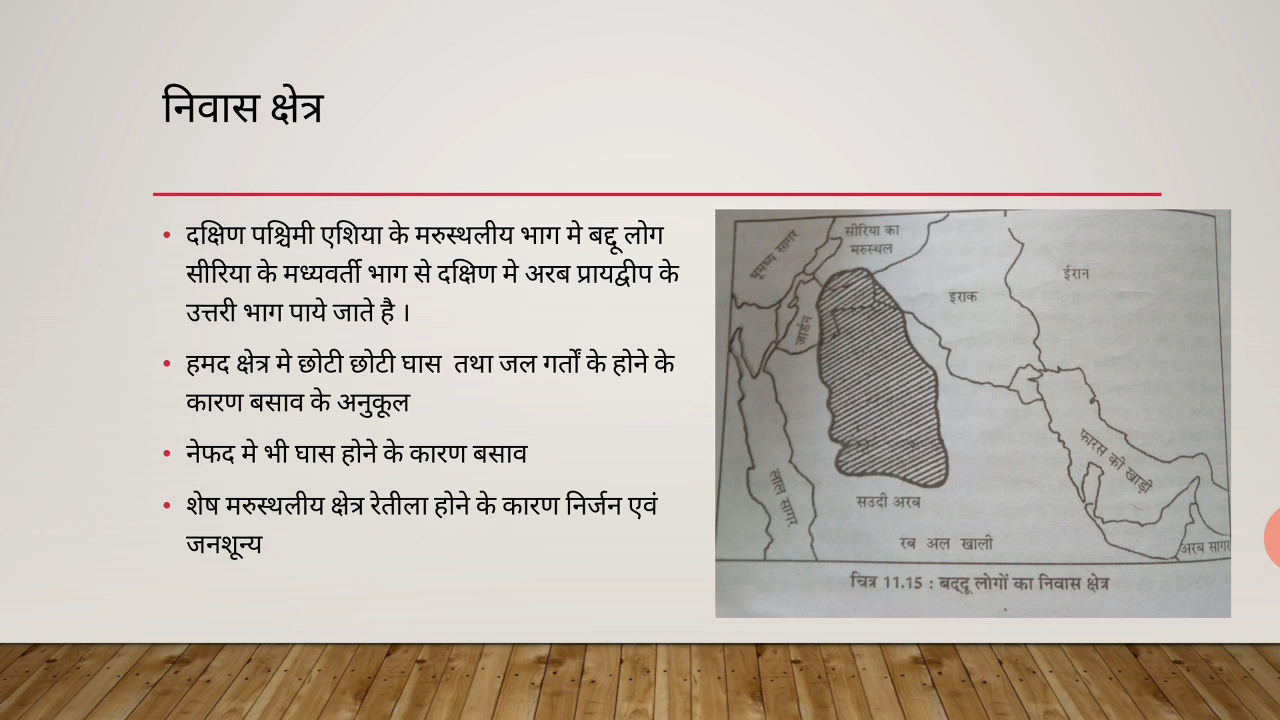 निवास क्षेत्र
• दक्षिण पश्चिमी एशिया के मरुस्थलीय भाग मे बद्दू लोग
सीरिया के मध्यवर्ती भाग से दक्षिण मे अरब प्रायद्वीप के
उत्तरी भाग पाये जाते है ।
• हमद क्षेत्र मे छोटी छोटी घास तथा जल गर्तों के होने के
कारण बसाव के अनुकूल
• नेफद मे भी घास होने के कारण बसाव
• शेष मरुस्थलीय क्षेत्र रेतीला होने के कारण निर्जन एवं
जनशून्य
भूमध्य सागर
सीरिया का
मरुस्थल
ईरान
इराक
जार्डन
फारस की खाड़ी
लाल सागर
सउदी अरब
रब अल खाली
अरब सागर
चित्र 11.15 : बद्दू लोगों का निवास क्षेत्र